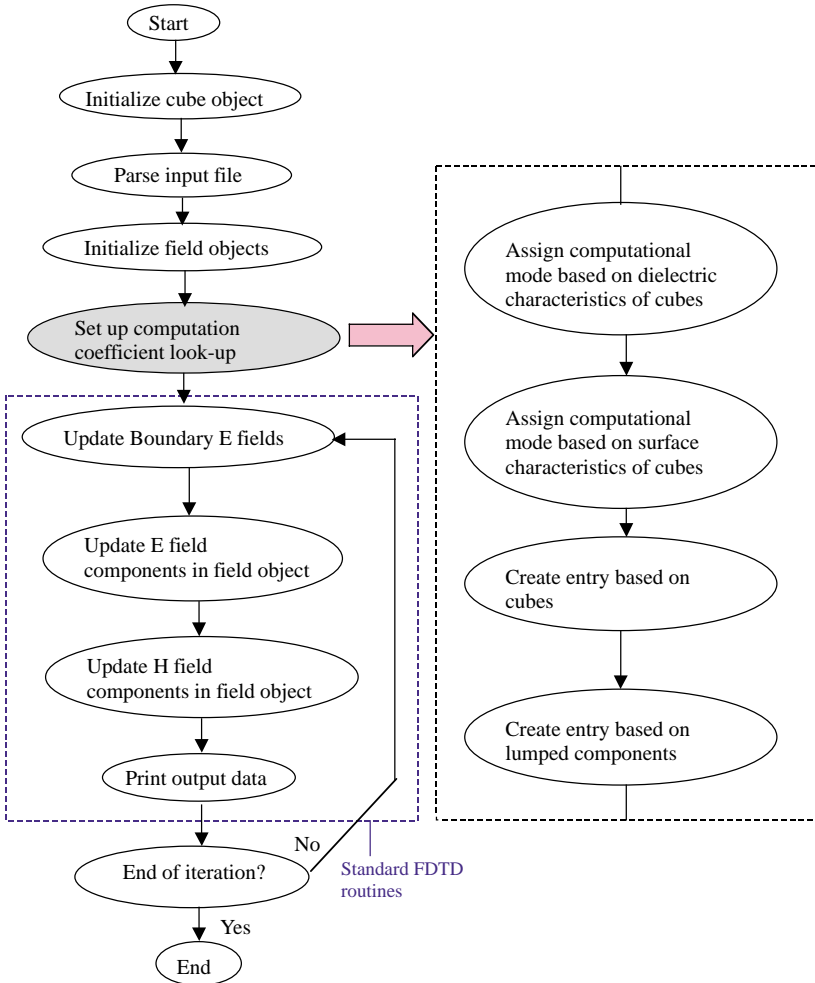 Start
Initialize cube object
Parse input file
Initialize field objects
Set up computation
coefficient look-up
Update Boundary E fields
Update E field
components in field object
Update H field
components in field object
Print output data
End of iteration?
No
Yes
End
Standard FDTD
routines
Assign computational
mode based on dielectric
characteristics of cubes
Assign computational
mode based on surface
characteristics of cubes
Create entry based on
cubes
Create entry based on
lumped components